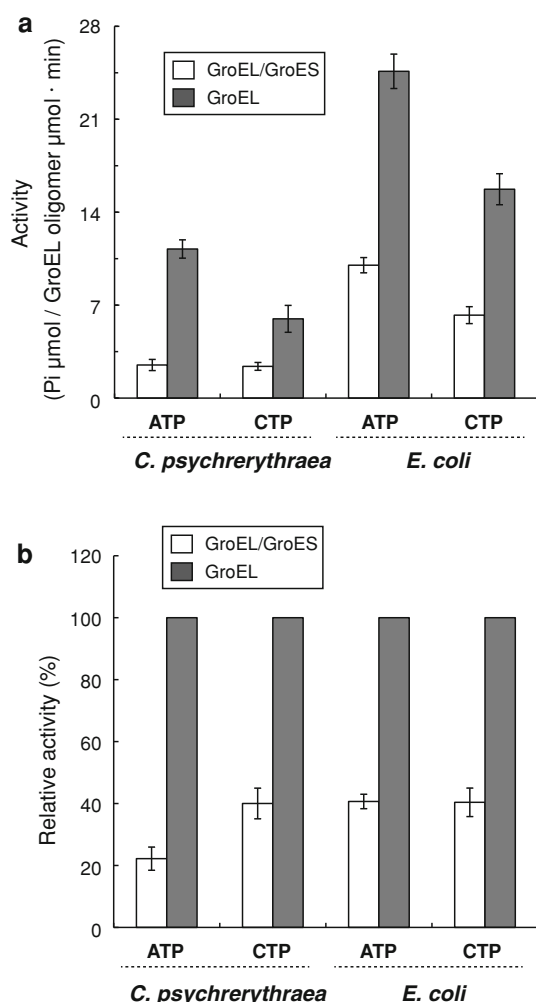 a
28
21
14
7
0
Activity
(Pi μmol / GroEL oligomer μmol · min)
GroEL/GroES
GroEL
ATP CTP ATP CTP
C. psychrerythraea E. coli
b
120
100
80
60
40
20
0
Relative activity (%)
GroEL/GroES
GroEL
ATP CTP ATP CTP
C. psychrerythraea E. coli